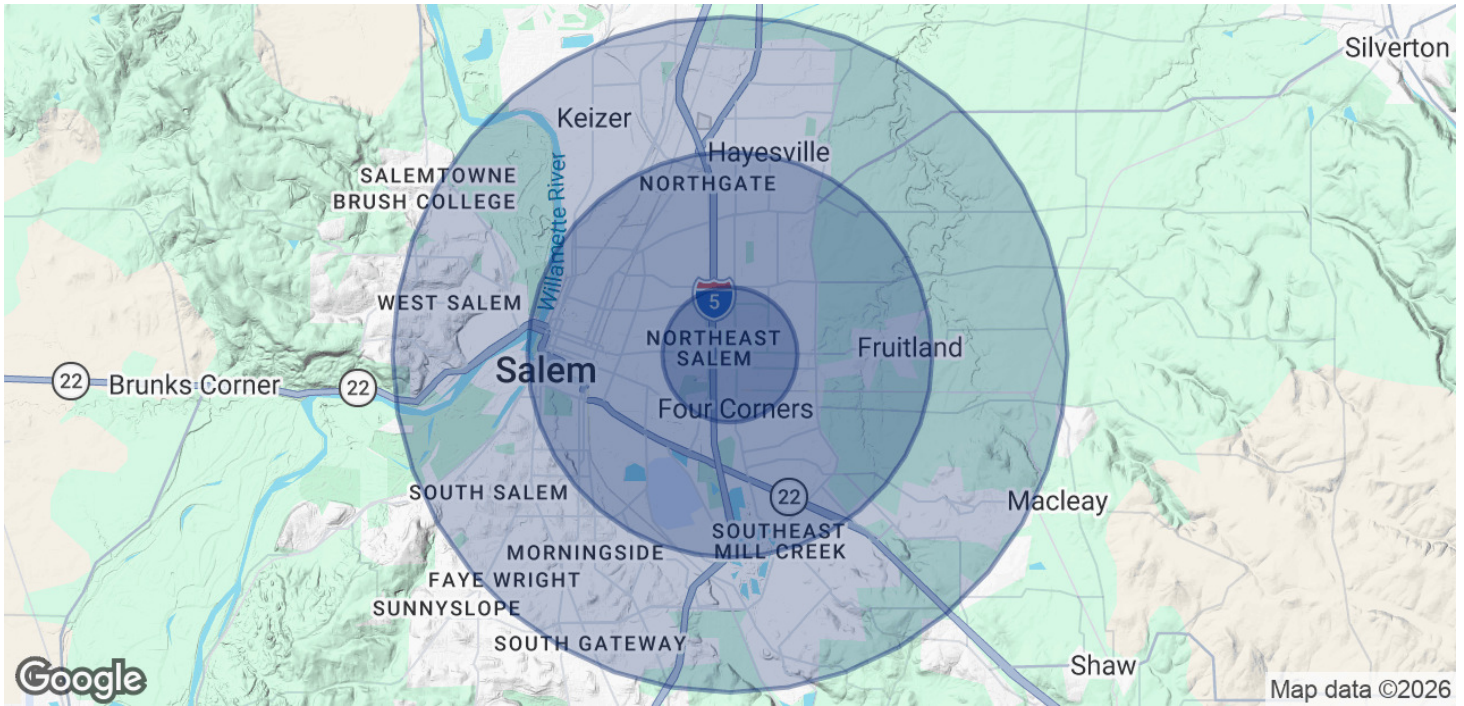 Silverton
Keizer
Hayesville
SALEMTOWNE
BRUSH COLLEGE
NORTHGATE
Willamette River
WEST SALEM
5
NORTHEAST
SALEM
Fruitland
Salem
22
Brunks Corner
22
Four Corners
SOUTH SALEM
22
Macleay
SOUTHEAST
MILL CREEK
MORNINGSIDE
FAYE WRIGHT
SUNNYSLOPE
SOUTH GATEWAY
Shaw
Google
Map data ©2026